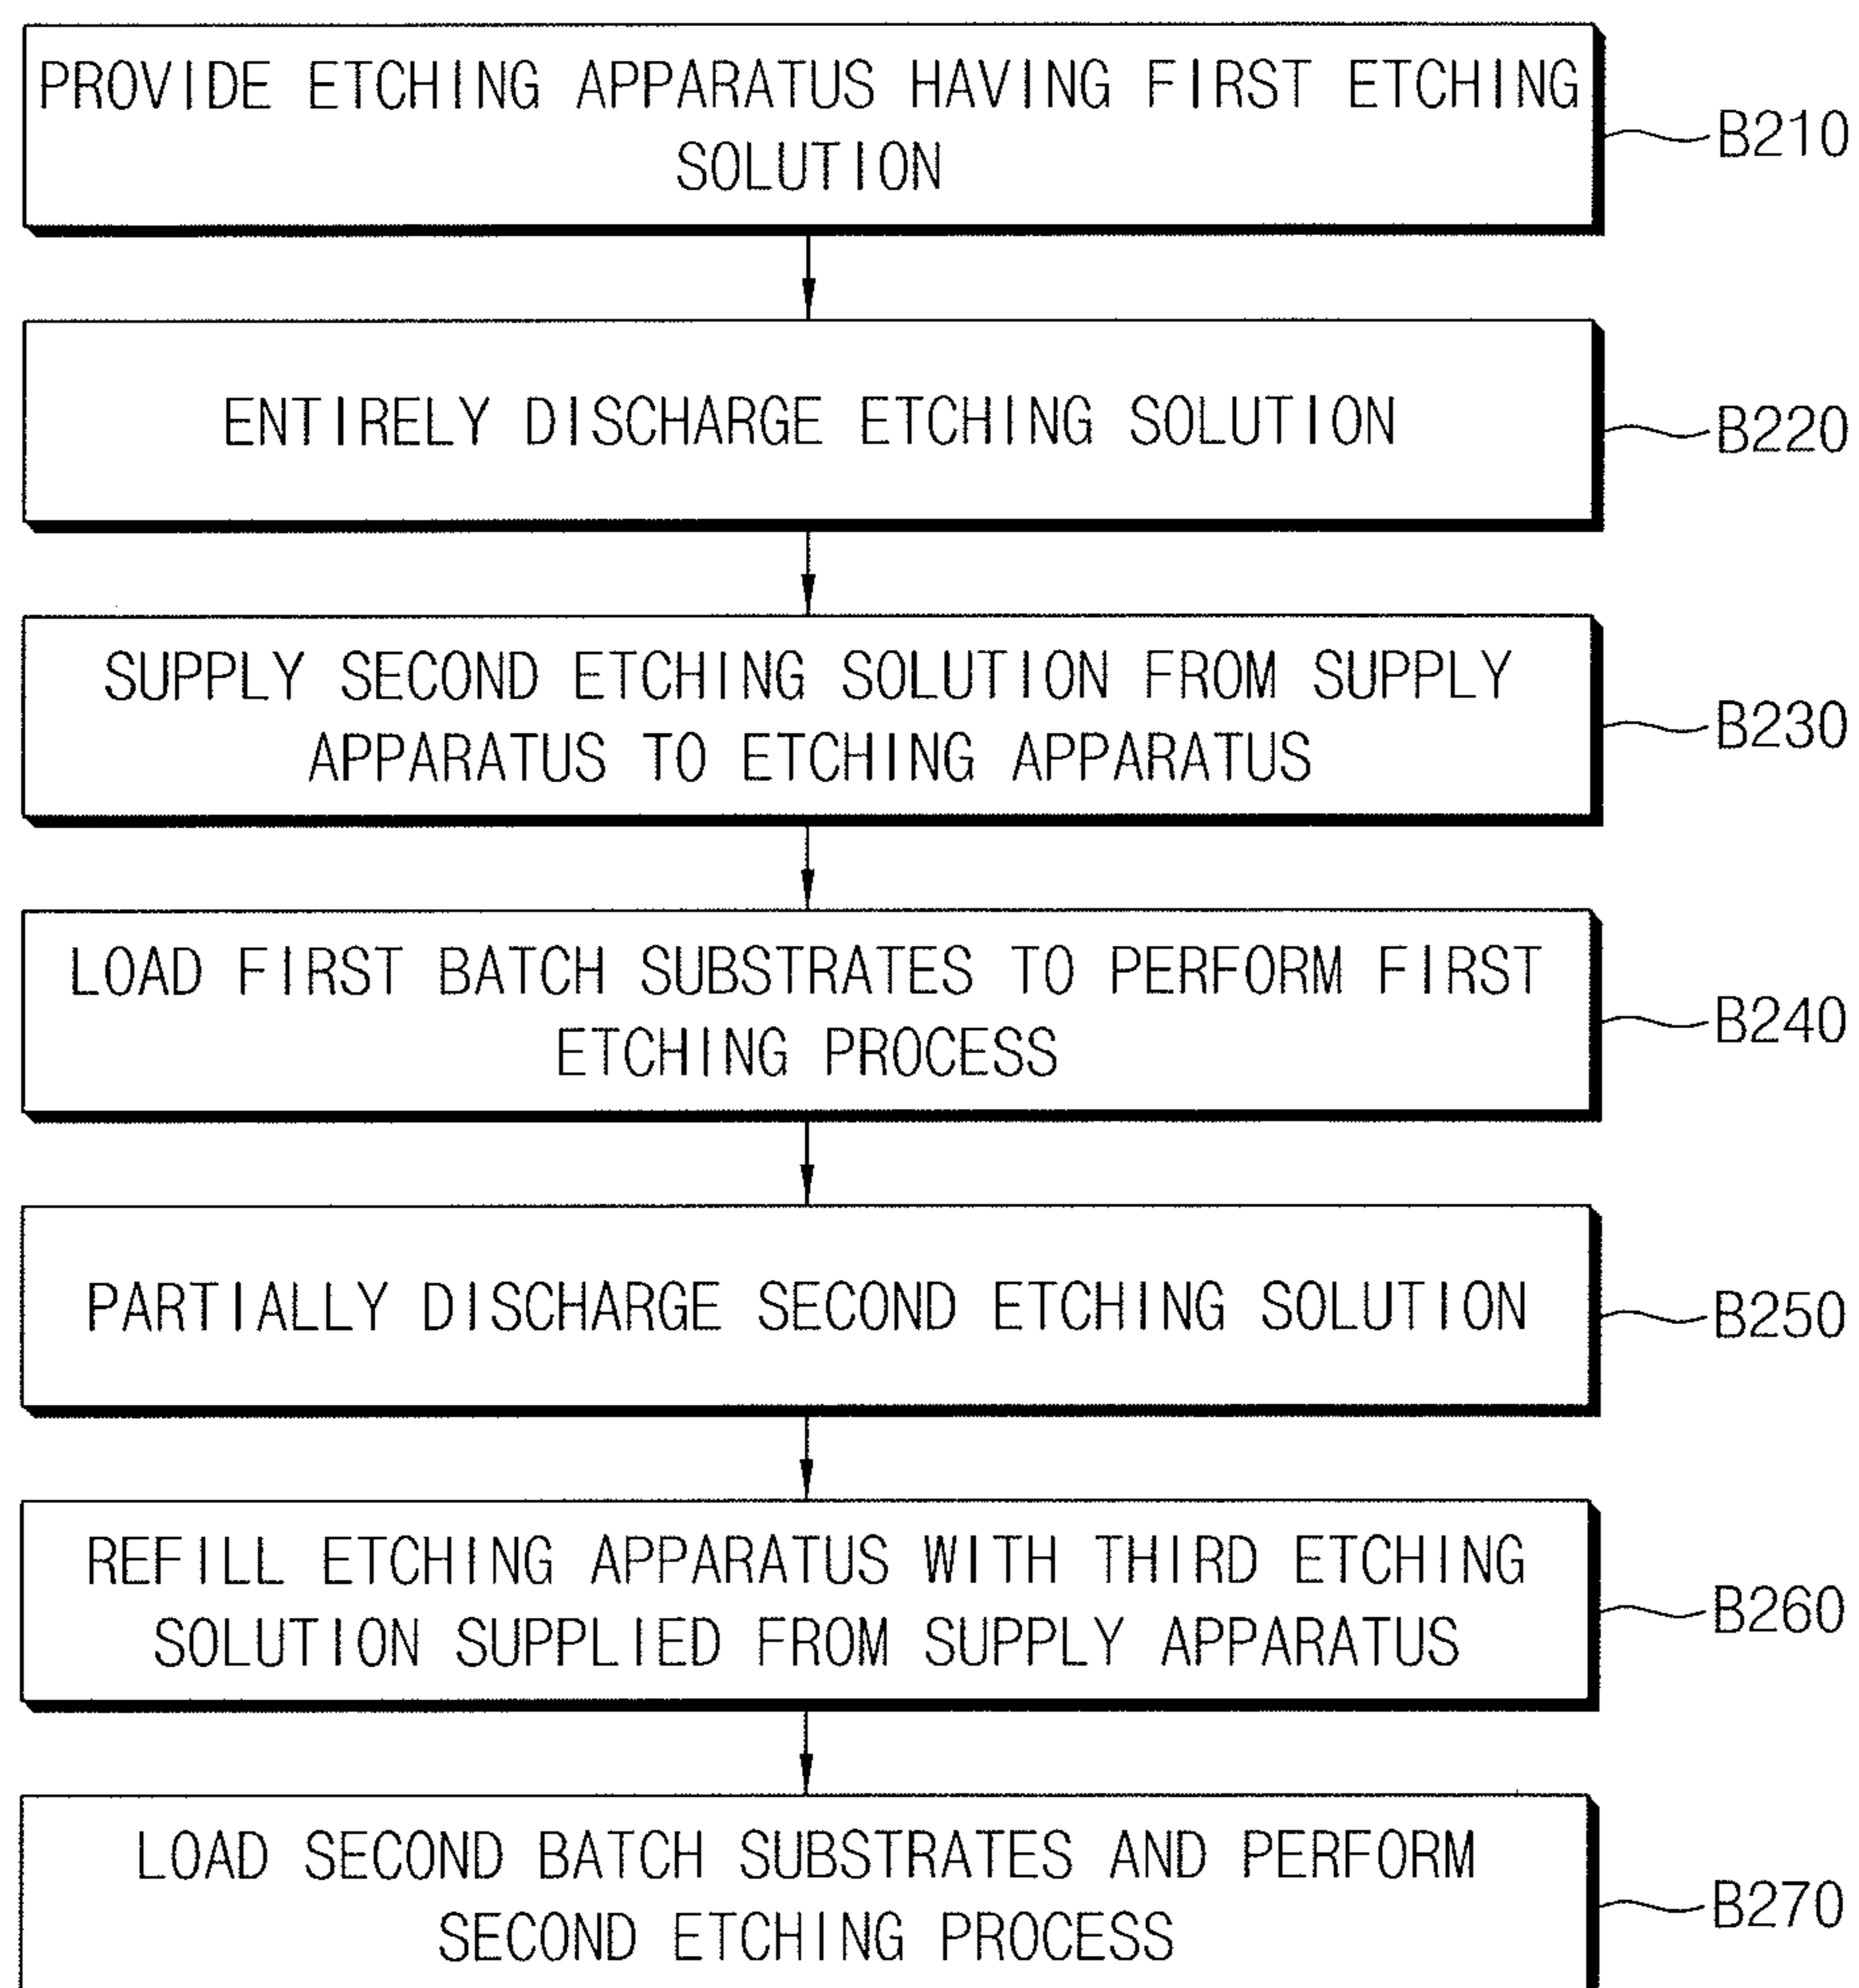 PROVIDE ETCHING APPARATUS HAVING FIRST ETCHING
SOLUTION
B210
ENTIRELY DISCHARGE ETCHING SOLUTION
B220
SUPPLY SECOND ETCHING SOLUTION FROM SUPPLY
APPARATUS TO ETCHING APPARATUS
B230
LOAD FIRST BATCH SUBSTRATES TO PERFORM FIRST
ETCHING PROCESS
B240
PARTIALLY DISCHARGE SECOND ETCHING SOLUTION
B250
REFILL ETCHING APPARATUS WITH THIRD ETCHING
SOLUTION SUPPLIED FROM SUPPLY APPARATUS
B260
LOAD SECOND BATCH SUBSTRATES AND PERFORM
SECOND ETCHING PROCESS
B270